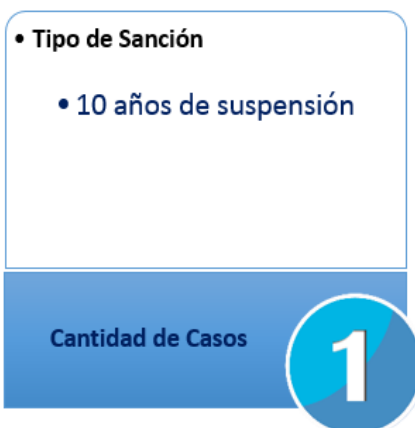 • Tipo de Sanción
• 10 años de suspensión
Cantidad de Casos
1